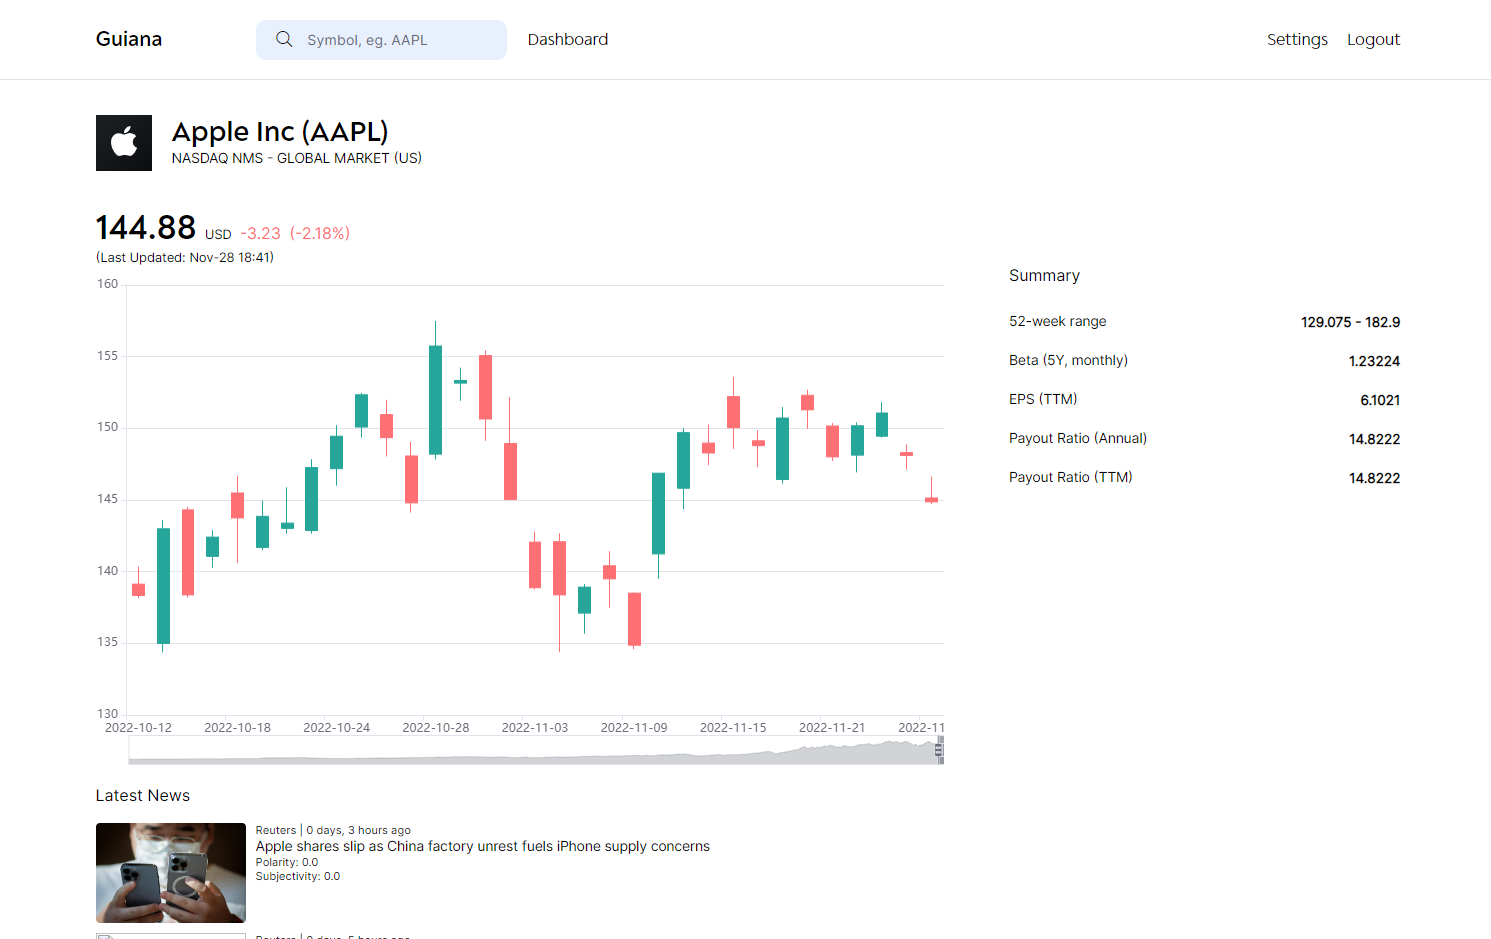 Guiana
Symbol, eg. AAPL
Dashboard
Settings
Logout
Apple Inc (AAPL)
NASDAQ NMS - GLOBAL MARKET (US)
144.88 USD -3.23 (-2.18%)
(Last Updated: Nov-28 18:41)
160
155
150
145
140
135
130
2022-10-12 2022-10-18 2022-10-24 2022-10-28 2022-11-03 2022-11-09 2022-11-15 2022-11-21 2022-11
Summary
52-week range 129.075 - 182.9
Beta (5Y, monthly) 1.23224
EPS (TTM) 6.1021
Payout Ratio (Annual) 14.8222
Payout Ratio (TTM) 14.8222
Latest News
Reuters | 0 days, 3 hours ago
Apple shares slip as China factory unrest fuels iPhone supply concerns
Polarity: 0.0
Subjectivity: 0.0
Reuters | 0 days, 5 hours ago